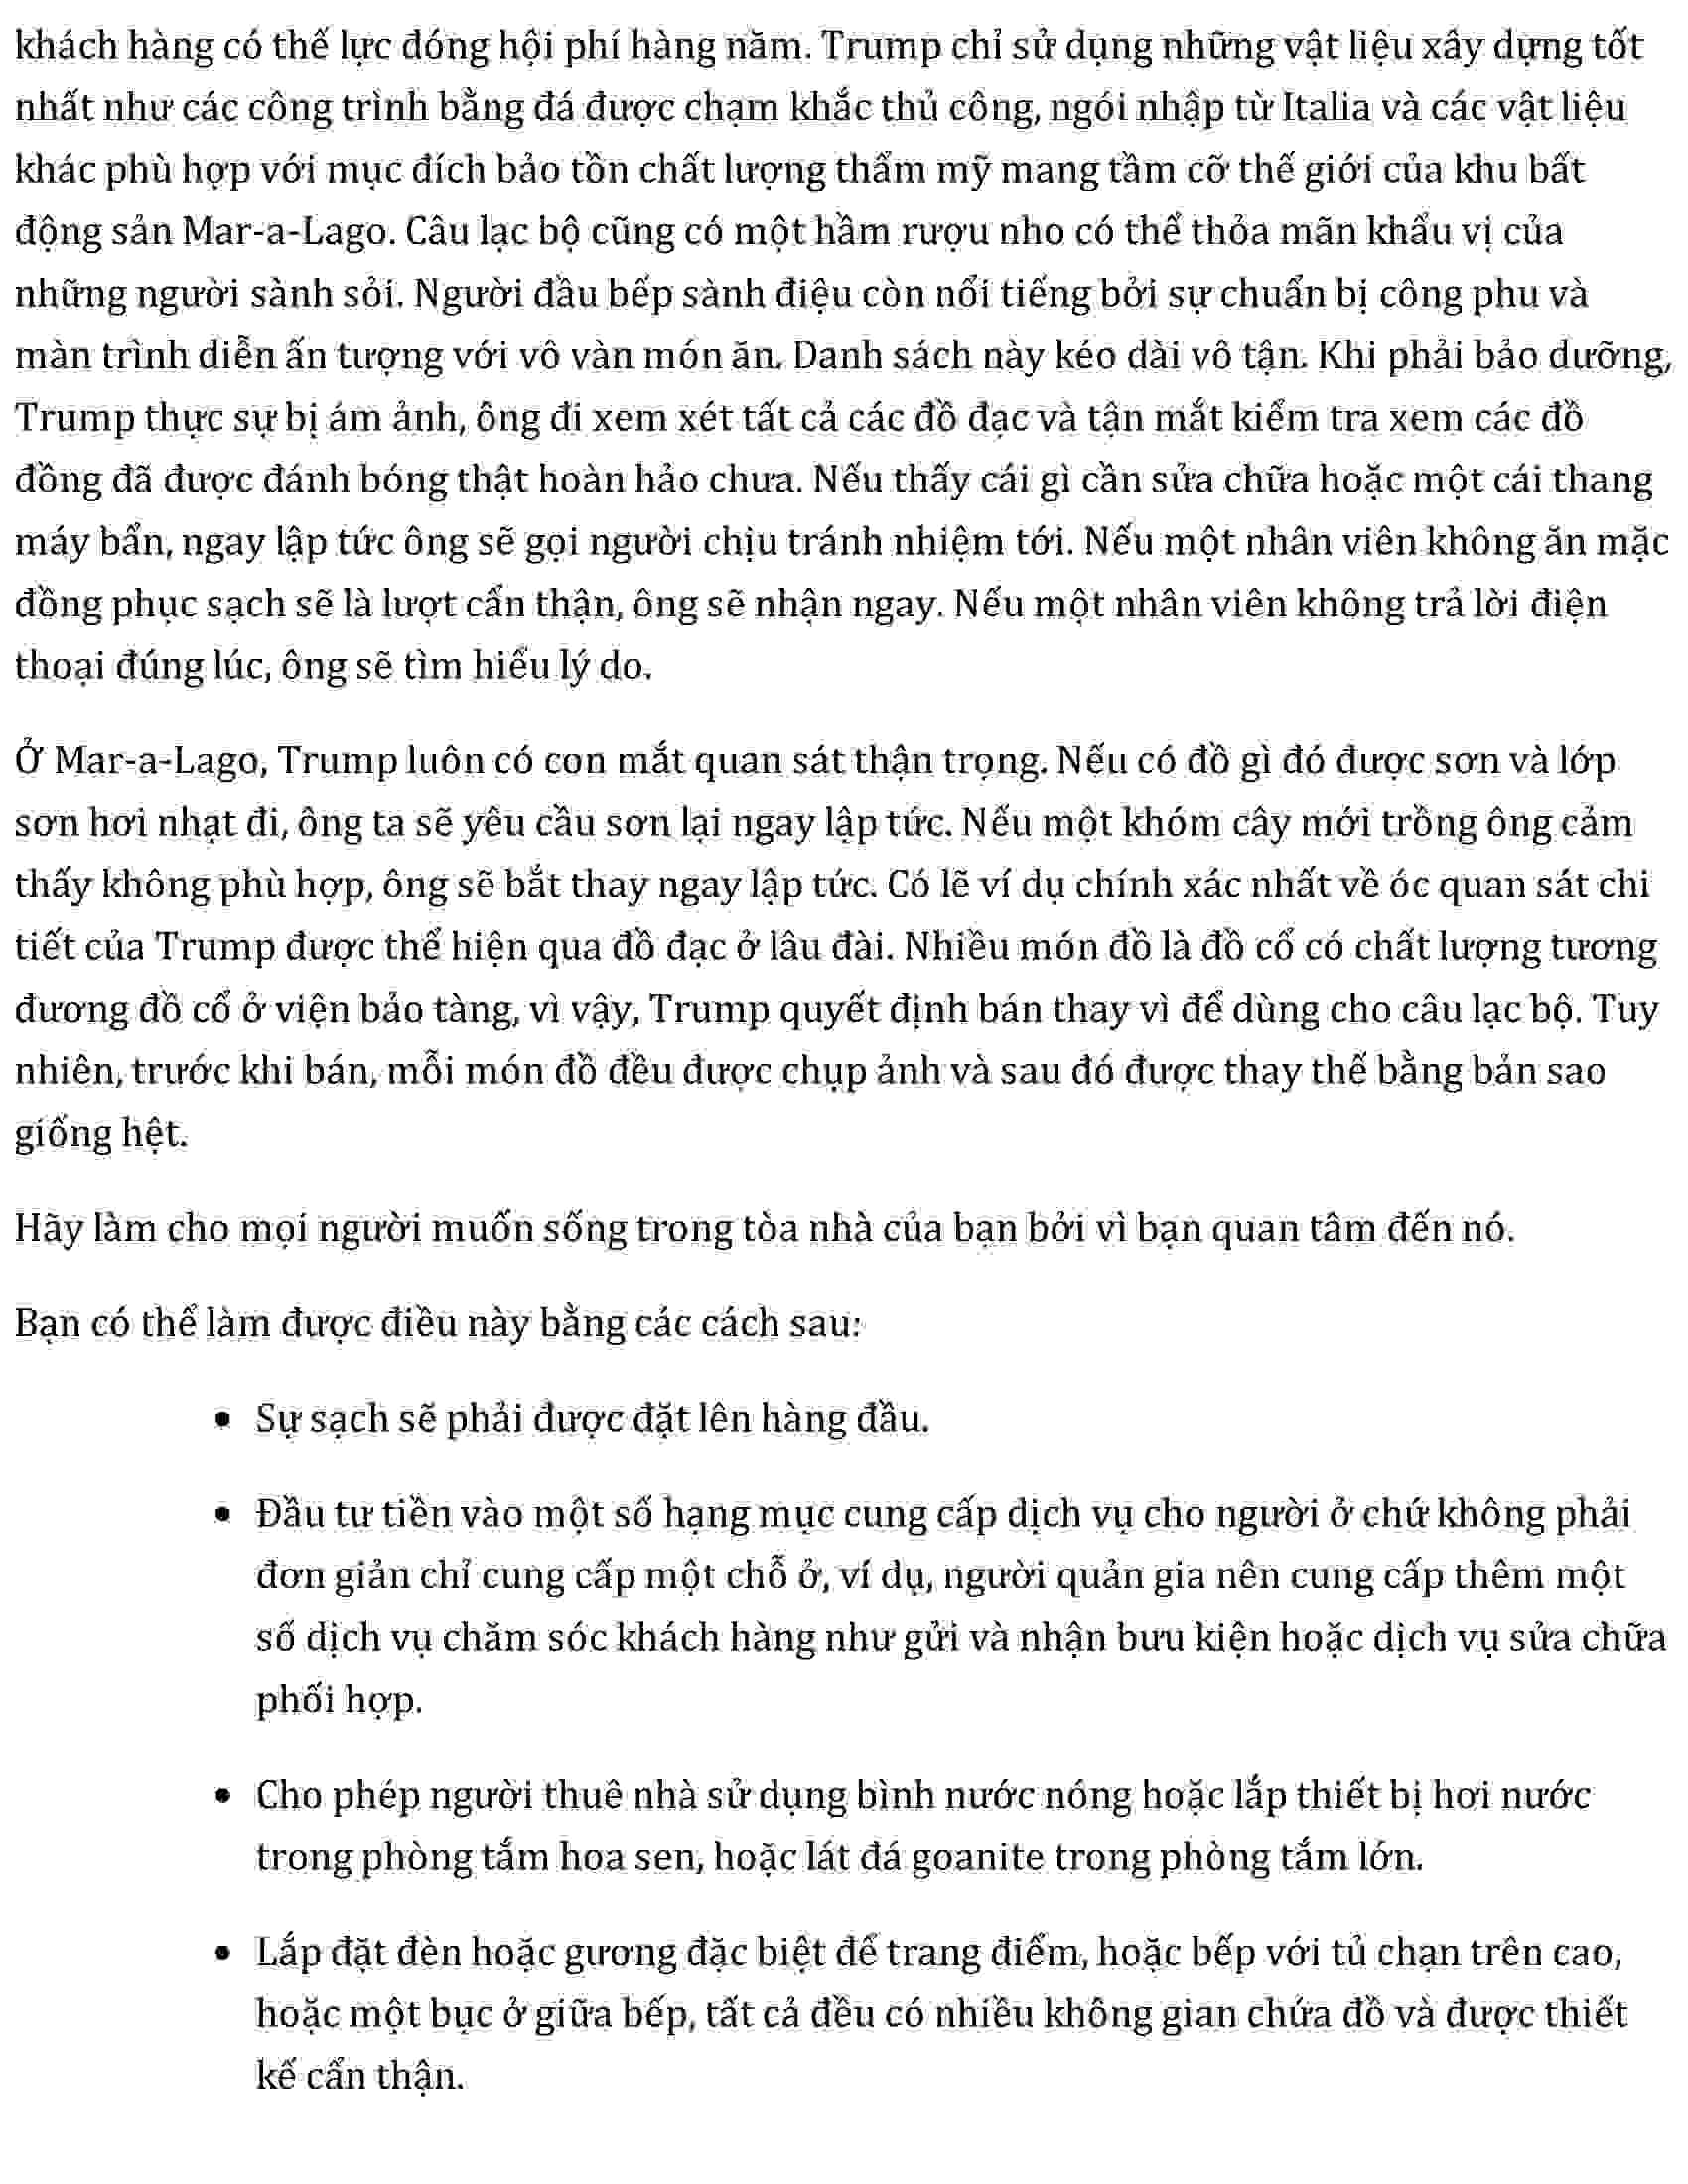 khách hàng có thế lực đóng hội phí hàng năm. Trump chỉ sử dụng những vật liệu xây dựng tốt
nhất như các công trình bằng đá được chạm khắc thủ công, ngói nhập từ Italia và các vật liệu
khác phù hợp với mục đích bảo tồn chất lượng thẩm mỹ mang tầm cỡ thế giới của khu bất
động sản Mar-a-Lago. Câu lạc bộ cũng có một hầm rượu nho có thể thỏa mãn khẩu vị của
những người sành sỏi. Người đầu bếp sành điệu còn nổi tiếng bởi sự chuẩn bị công phu và
màn trình diễn ấn tượng với vô vàn món ăn. Danh sách này kéo dài vô tận. Khi phải bảo dưỡng,
Trump thực sự bị ám ảnh, ông đi xem xét tất cả các đồ đạc và tận mắt kiểm tra xem các đồ
đồng đã được đánh bóng thật hoàn hảo chưa. Nếu thấy cái gì cần sửa chữa hoặc một cái thang
máy bẩn, ngay lập tức ông sẽ gọi người chịu tránh nhiệm tới. Nếu một nhân viên không ăn mặc
đồng phục sạch sẽ là lượt cẩn thận, ông sẽ nhận ngay. Nếu một nhân viên không trả lời điện
thoại đúng lúc, ông sẽ tìm hiểu lý do.
Ở Mar-a-Lago, Trump luôn có con mắt quan sát thận trọng. Nếu có đồ gì đó được sơn và lớp
sơn hơi nhạt đi, ông ta sẽ yêu cầu sơn lại ngay lập tức. Nếu một khóm cây mới trồng ông cảm
thấy không phù hợp, ông sẽ bắt thay ngay lập tức. Có lẽ ví dụ chính xác nhất về óc quan sát chi
tiết của Trump được thể hiện qua đồ đạc ở lâu đài. Nhiều món đồ là đồ cổ có chất lượng tương
đương đồ cổ ở viện bảo tàng, vì vậy, Trump quyết định bán thay vì để dùng cho câu lạc bộ. Tuy
nhiên, trước khi bán, mỗi món đồ đều được chụp ảnh và sau đó được thay thế bằng bản sao
giống hệt.
Hãy làm cho mọi người muốn sống trong tòa nhà của bạn bởi vì bạn quan tâm đến nó.
Bạn có thể làm được điều này bằng các cách sau:
• Sự sạch sẽ phải được đặt lên hàng đầu.
• Đầu tư tiền vào một số hạng mục cung cấp dịch vụ cho người ở chứ không phải
đơn giản chỉ cung cấp một chỗ ở, ví dụ, người quản gia nên cung cấp thêm một
số dịch vụ chăm sóc khách hàng như gửi và nhận bưu kiện hoặc dịch vụ sửa chữa
phối hợp.
• Cho phép người thuê nhà sử dụng bình nước nóng hoặc lắp thiết bị hơi nước
trong phòng tắm hoa sen, hoặc lát đá goanite trong phòng tắm lớn.
• Lắp đặt đèn hoặc gương đặc biệt để trang điểm, hoặc bếp với tủ chạn trên cao,
hoặc một bục ở giữa bếp, tất cả đều có nhiều không gian chứa đồ và được thiết
kế cẩn thận.